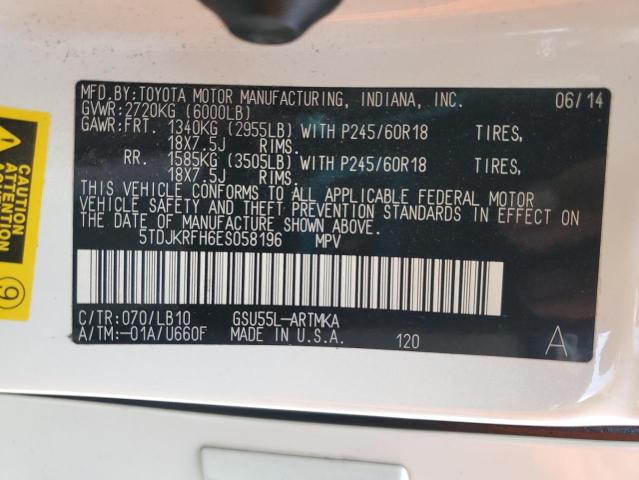 MFD.BY:TOYOTA MOTOR MANUFACTURING, INDIANA, INC. 06/14
GVWR:2720KG (6000LB)
GAWR:FRT. 1340KG (2955LB) WITH P245/60R18 TIRES,
18X7.5J RIMS.
RR. 1585KG (3505LB) WITH P245/60R18 TIRES,
18X7.5J RIMS.
THIS VEHICLE CONFORMS TO ALL APPLICABLE FEDERAL MOTOR
VEHICLE SAFETY AND THEFT PREVENTION STANDARDS IN EFFECT ON
THE DATE OF MANUFACTURE SHOWN ABOVE.
5TDJKRFH6ES058196 MPV
C/TR:070/LB10 GSU55L-ARTMKA
A/TM:-01A/U660F MADE IN U.S.A. 120 A
CAUTION
ATTENTION
9